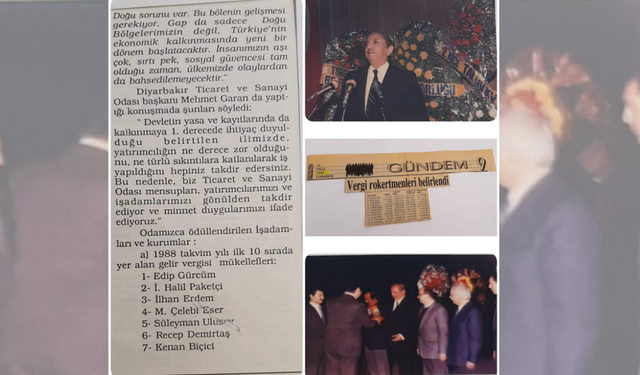 Doğu sorunu var. Bu bölenin gelişmesi
gerekiyor. Gap da sadece Doğu
Bölgelerimizin değil, Türkiye'nin
ekonomik kalkınmasında yeni bir
dönem başlatacaktır. İnsanımızın aşı
çok, sırtı pek, sosyal güvencesi tam
olduğu zaman, ülkemizde olaylardan
da bahsedilemeyecektir."
Diyarbakır Ticaret ve Sanayi
Odası başkanı Mehmet Garan da yaptı-
ğı konuşmada şunları söyledi:
" Devletin yasa ve kayıtlarında da
kalkınmaya 1. derecede ihtiyaç duyul-
duğu belirtilen ilimizde,
yatırımcılığın ne derece zor olduğu-
nu, ne türlü sıkıntılara katlanılarak iş
yapıldığını hepiniz takdir edersiniz.
Bu nedenle, biz Ticaret ve Sanayi
Odası mensupları, yatırımcılarımızı ve
işadamlarımızı gönülden takdir
ediyor ve minnet duygularımızı ifade
ediyoruz."
Odamızca ödüllendirilen İşadam-
ları ve kurumlar :
a) 1988 takvim yılı ilk 10 sırada
yer alan gelir vergisi mükellefleri:
1- Edip Gürcüm
2- İ. Halil Paketçi
3- İlhan Erdem
4- M. Çelebi Eser
5- Süleyman Ulusoy
6- Recep Demirtaş
7- Kenan Biçici
GÜNDEM 9
Vergi rokertmenleri belirlendi